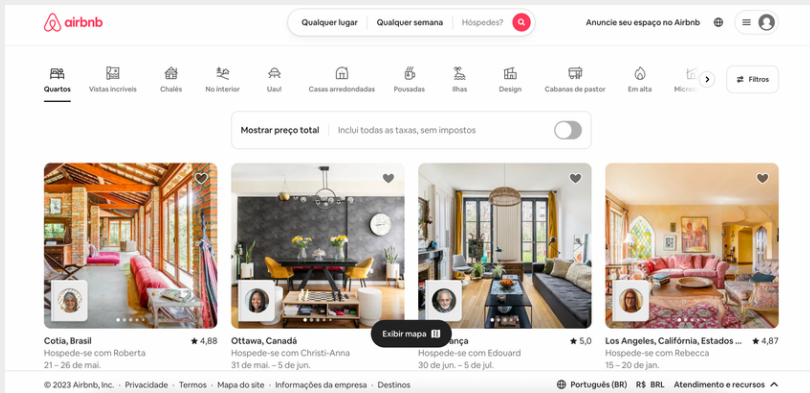 airbnb
Qualquer lugar Qualquer semana Hóspedes?
Anuncie seu espaço no Airbnb
Quartos Vistas incríveis Chalés No interior Uau! Casas arredondadas Pousadas Ilhas Design Cabanas de pastor Em alta
Filtros
Mostrar preço total Inclui todas as taxas, sem impostos
Cotia, Brasil 4,88
Hospede-se com Roberta
21 – 26 de mai.
Ottawa, Canadá
Hospede-se com Christi-Anna
31 de mai. – 5 de jun.
Exibir mapa
5,0
Hospede-se com Edouard
30 de jun. – 5 de jul.
Los Angeles, Califórnia, Estados ... 4,87
Hospede-se com Rebecca
15 – 20 de jan.
© 2023 Airbnb, Inc. · Privacidade · Termos · Mapa do site · Informações da empresa · Destinos
Português (BR) R$ BRL Atendimento e recursos